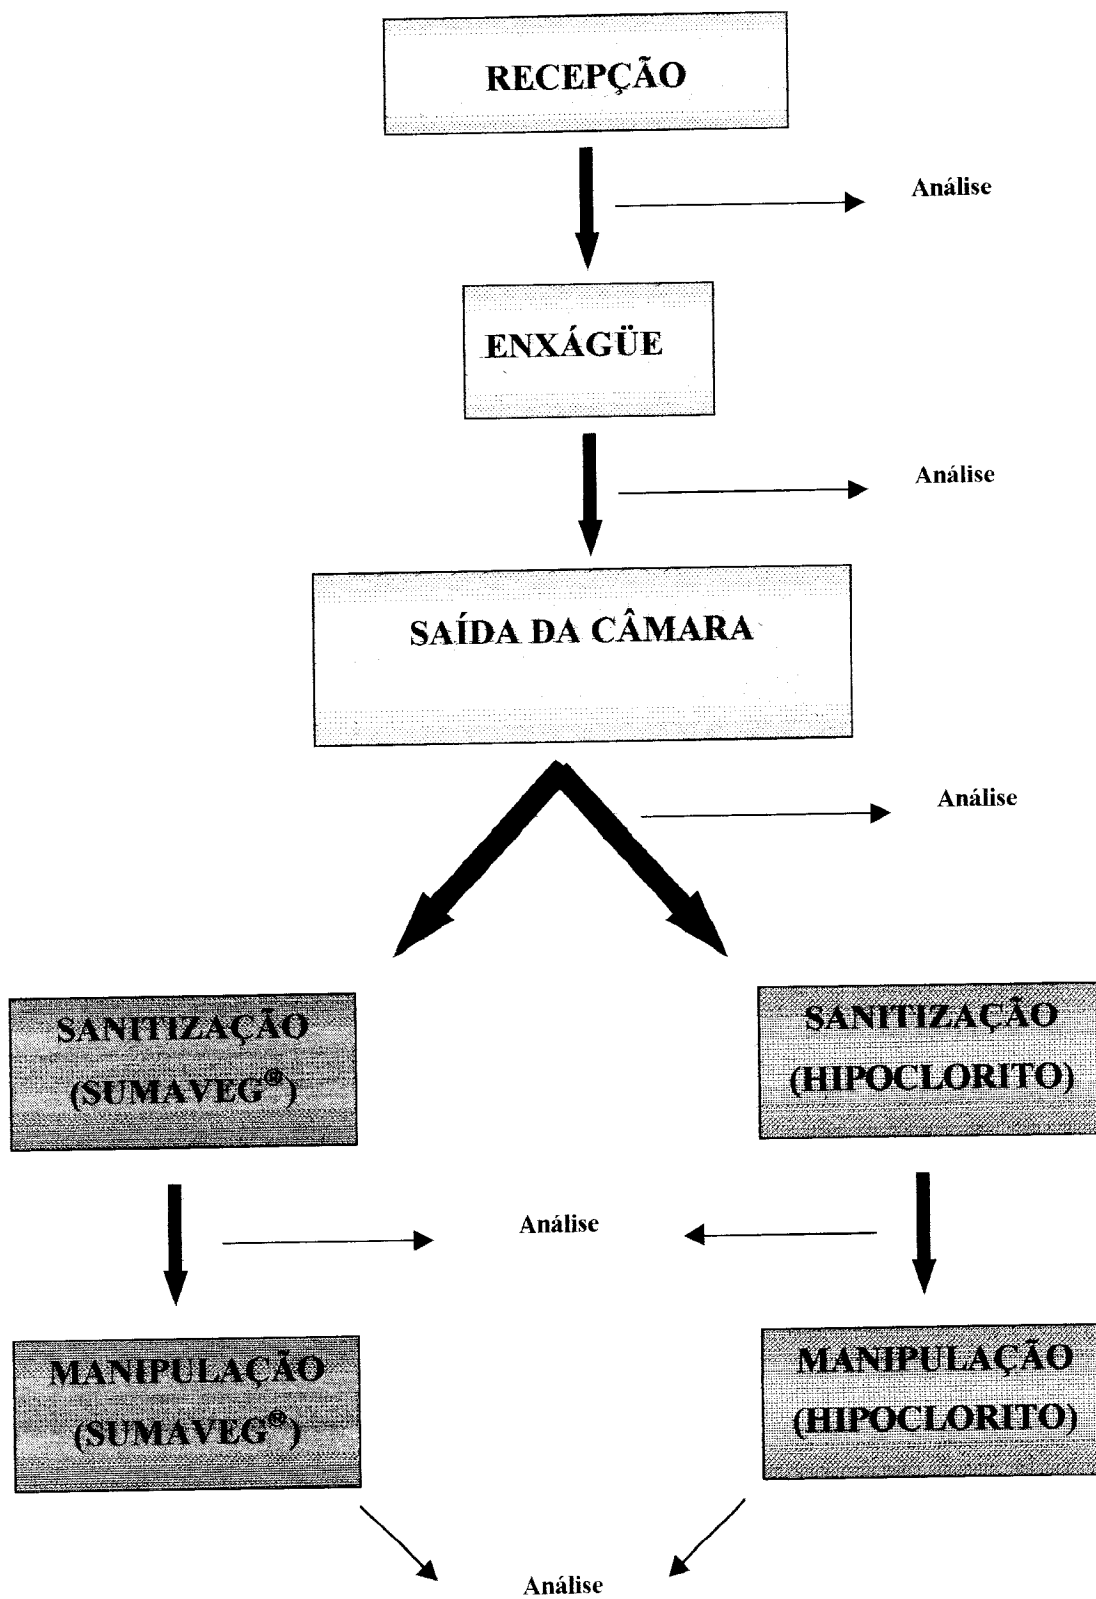 RECEPÇÃO
Análise
ENXÁGÜE
Análise
SAÍDA DA CÂMARA
Análise
SANITIZAÇÃO
(SUMAVEG®)
SANITIZAÇÃO
(HIPOCLORITO)
Análise
MANIPULAÇÃO
(SUMAVEG®)
MANIPULAÇÃO
(HIPOCLORITO)
Análise